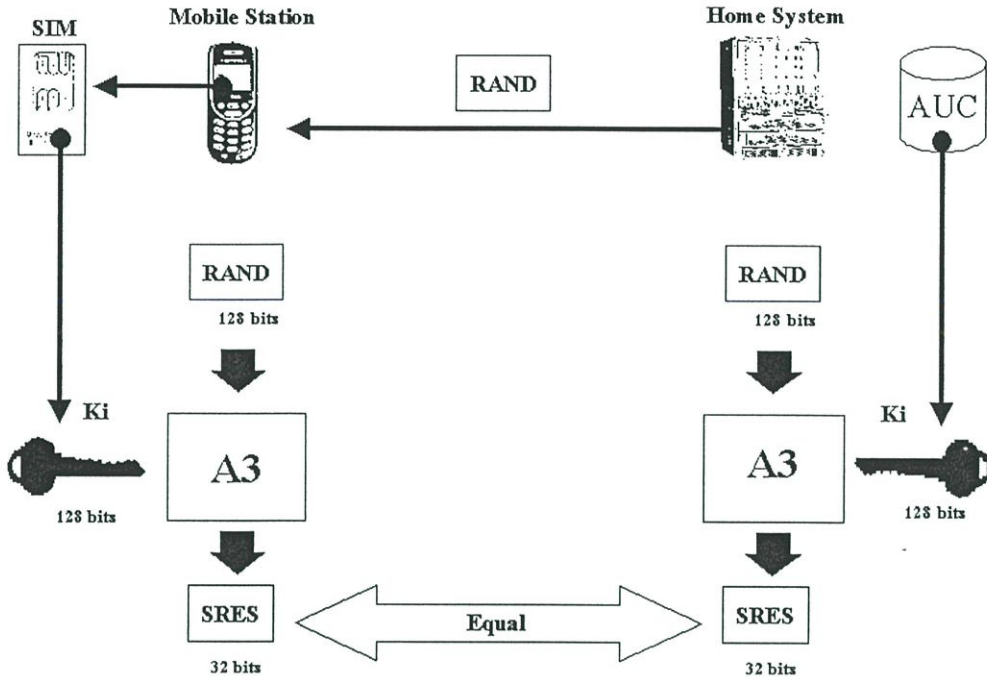 SIM
Mobile Station
Home System
RAND
AUC
RAND
128 bits
RAND
128 bits
Ki
Ki
A3
A3
128 bits
128 bits
SRES
Equal
SRES
32 bits
32 bits